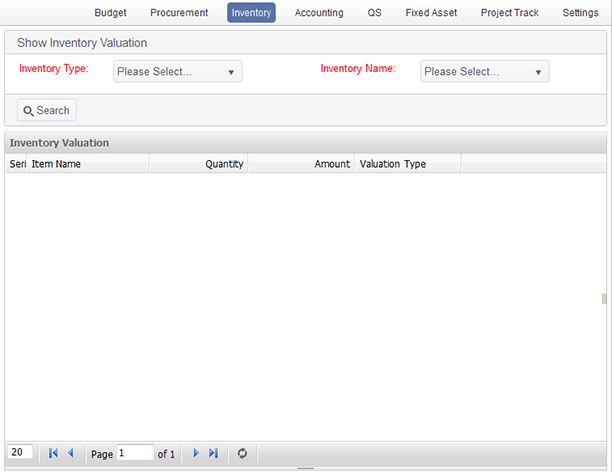 Budget Procurement Inventory Accounting QS Fixed Asset Project Track Settings
Show Inventory Valuation
Inventory Type: Please Select... Inventory Name: Please Select...
Search
Inventory Valuation
Seri Item Name Quantity Amount Valuation Type
20 Page 1 of 1